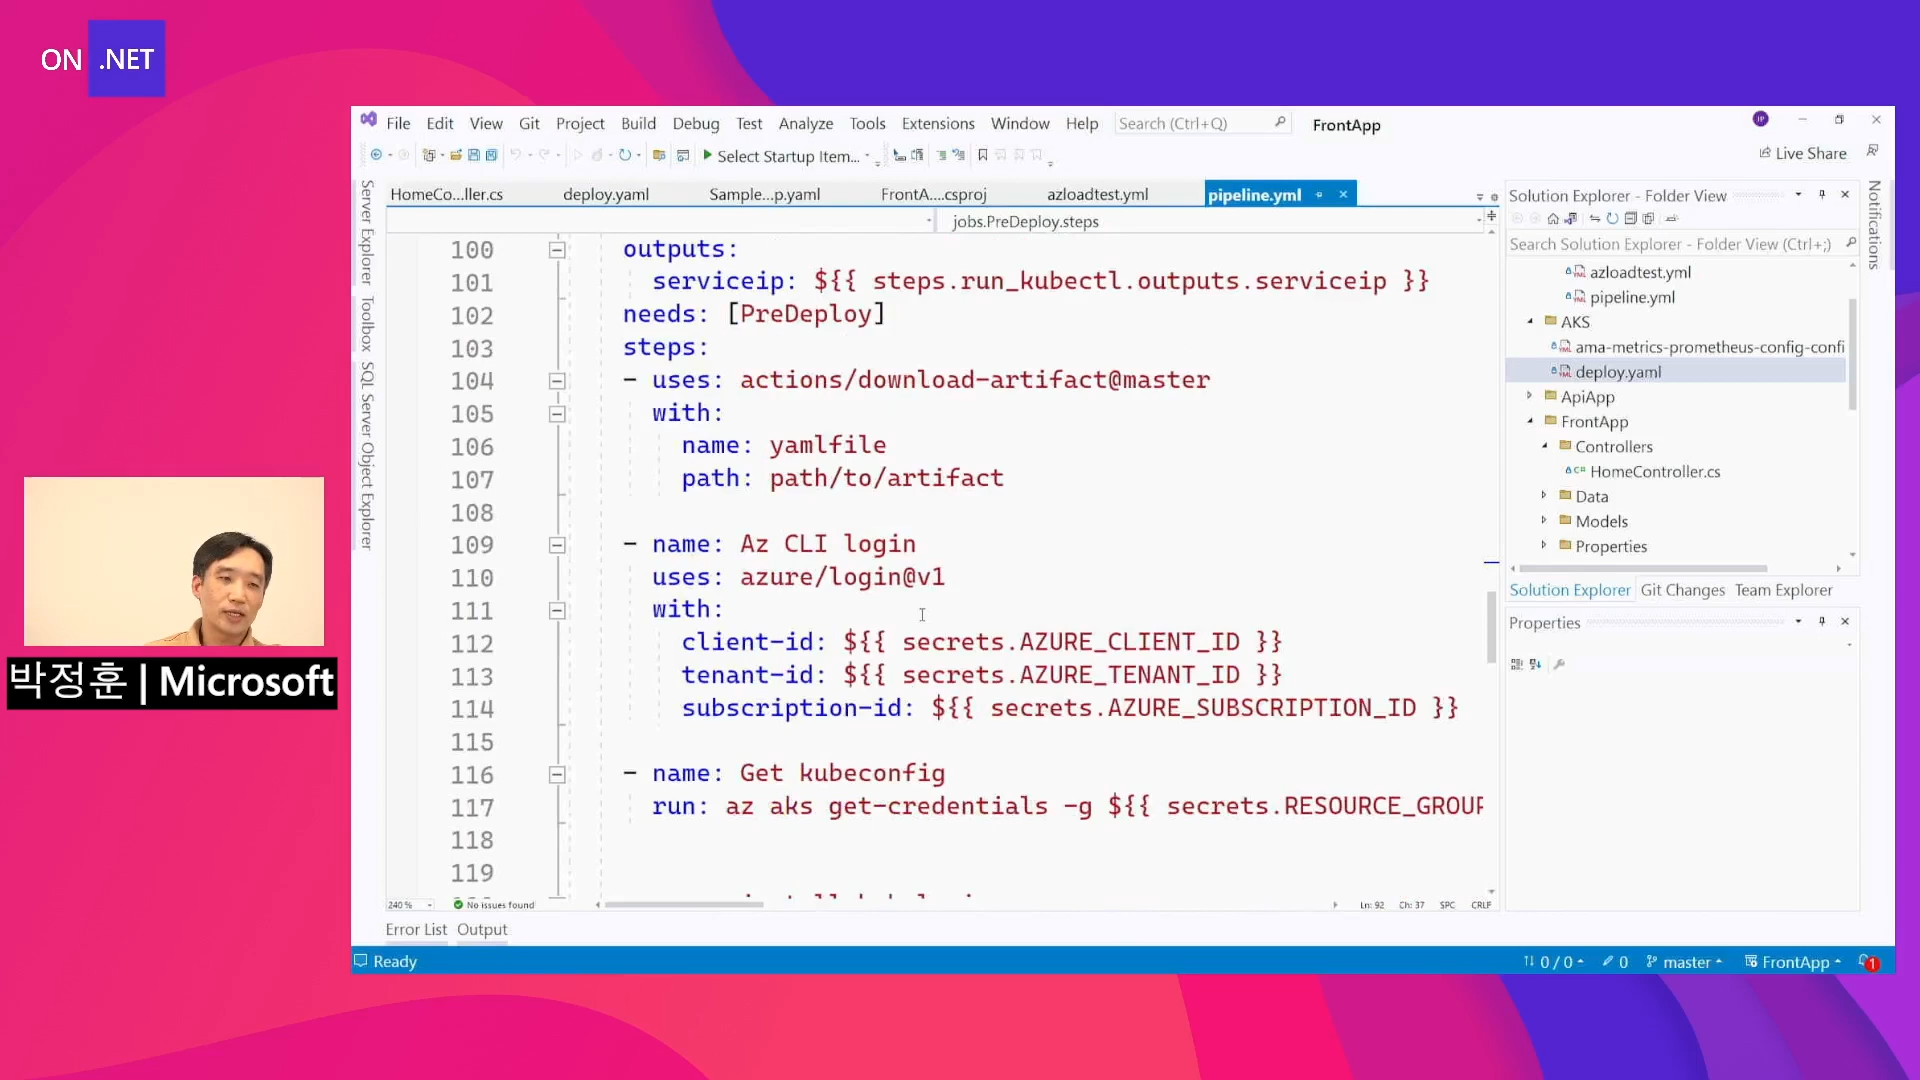 ON .NET
File Edit View Git Project Build Debug Test Analyze Tools Extensions Window Help Search (Ctrl+Q) FrontApp
Select Startup Item... Live Share
HomeCo...ller.cs deploy.yaml Sample...p.yaml FrontA....csproj azloadtest.yml pipeline.yml
jobs.PreDeploy.steps
Server Explorer
Toolbox
SQL Server Object Explorer
100 outputs:
101 serviceip: ${{ steps.run_kubectl.outputs.serviceip }}
102 needs: [PreDeploy]
103 steps:
104 - uses: actions/download-artifact@master
105 with:
106 name: yamlfile
107 path: path/to/artifact
108
109 - name: Az CLI login
110 uses: azure/login@v1
111 with:
112 client-id: ${{ secrets.AZURE_CLIENT_ID }}
113 tenant-id: ${{ secrets.AZURE_TENANT_ID }}
114 subscription-id: ${{ secrets.AZURE_SUBSCRIPTION_ID }}
115
116 - name: Get kubeconfig
117 run: az aks get-credentials -g ${{ secrets.RESOURCE_GROUP
118
119
240 % No issues found Ln: 92 Ch: 37 SPC CRLF
Error List Output
Solution Explorer - Folder View
Search Solution Explorer - Folder View (Ctrl+;)
azloadtest.yml
pipeline.yml
AKS
ama-metrics-prometheus-config-confi
deploy.yaml
ApiApp
FrontApp
Controllers
HomeController.cs
Data
Models
Properties
Solution Explorer Git Changes Team Explorer
Properties
Notifications
Ready 0 / 0 0 master FrontApp 1
박정훈 | Microsoft